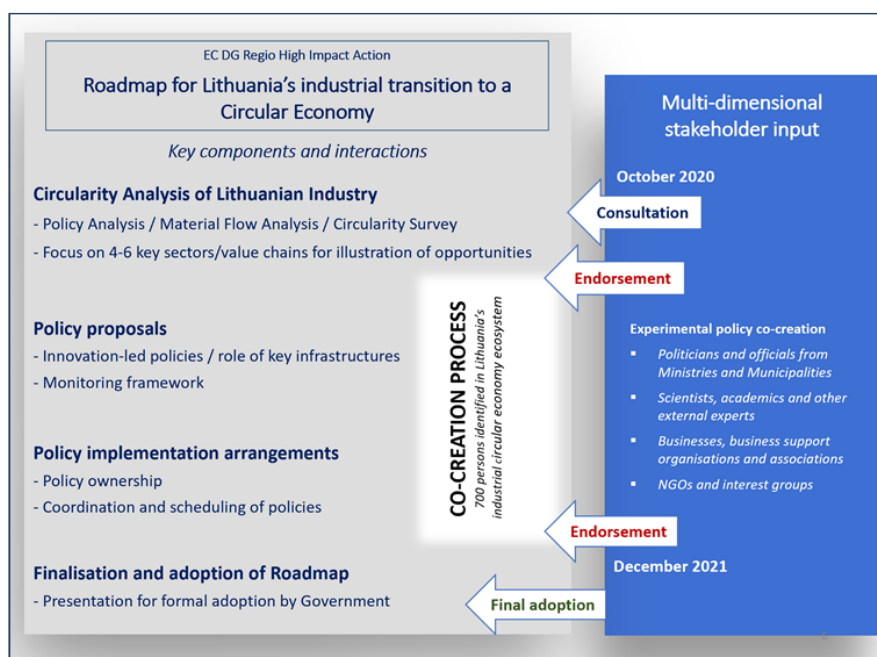 EC DG Regio High Impact Action
Roadmap for Lithuania's industrial transition to a
Circular Economy
Key components and interactions
Circularity Analysis of Lithuanian Industry
- Policy Analysis / Material Flow Analysis / Circularity Survey
- Focus on 4-6 key sectors/value chains for illustration of opportunities
Policy proposals
- Innovation-led policies / role of key infrastructures
- Monitoring framework
Policy implementation arrangements
- Policy ownership
- Coordination and scheduling of policies
Finalisation and adoption of Roadmap
- Presentation for formal adoption by Government
CO-CREATION PROCESS
700 persons identified in Lithuania's
industrial circular economy ecosystem
Multi-dimensional
stakeholder input
October 2020
Consultation
Endorsement
Experimental policy co-creation
▪ Politicians and officials from
Ministries and Municipalities
▪ Scientists, academics and other
external experts
▪ Businesses, business support
organisations and associations
▪ NGOs and interest groups
Endorsement
December 2021
Final adoption